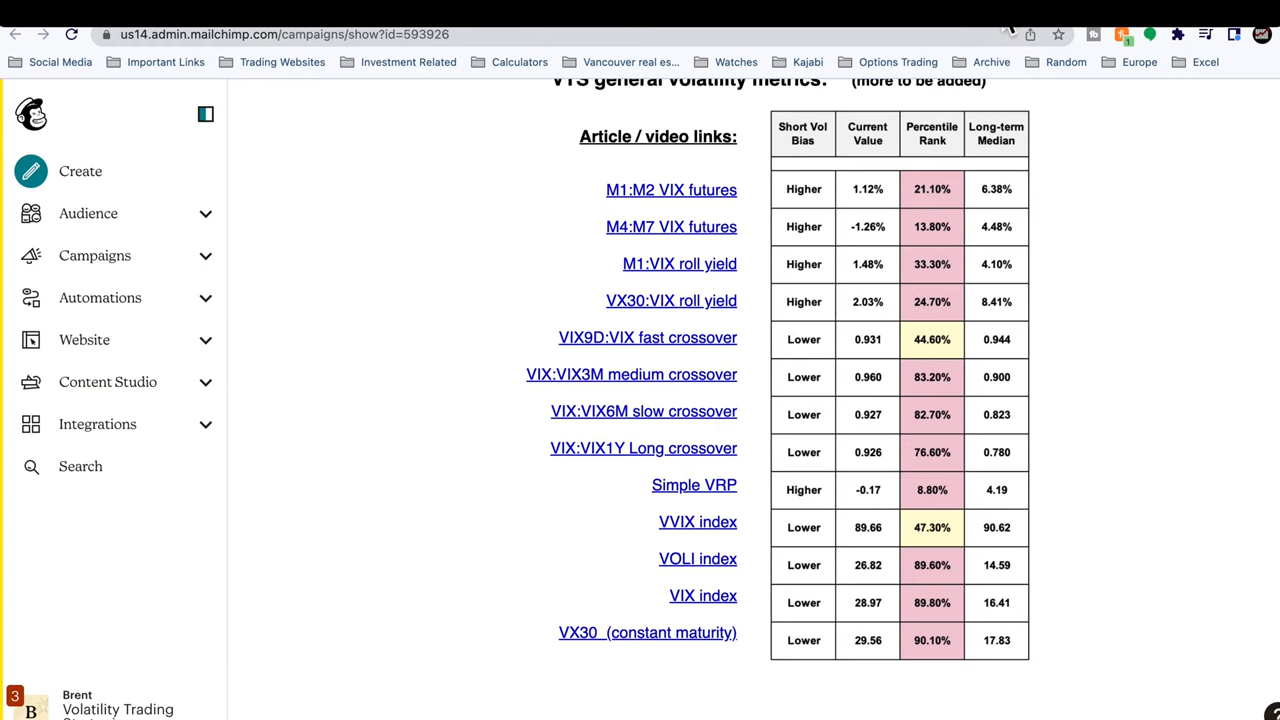 us14.admin.mailchimp.com/campaigns/show?id=593926
1
Social Media Important Links Trading Websites Investment Related Calculators Vancouver real es... Watches Kajabi Options Trading Archive Random Europe Excel
VTS general volatility metrics: (more to be added)
Create
Audience
Campaigns
Automations
Website
Content Studio
Integrations
Search
3
B
Brent
Volatility Trading
Article / video links:
Short Vol Bias Current Value Percentile Rank Long-term Median
M1:M2 VIX futures Higher 1.12% 21.10% 6.38%
M4:M7 VIX futures Higher -1.26% 13.80% 4.48%
M1:VIX roll yield Higher 1.48% 33.30% 4.10%
VX30:VIX roll yield Higher 2.03% 24.70% 8.41%
VIX9D:VIX fast crossover Lower 0.931 44.60% 0.944
VIX:VIX3M medium crossover Lower 0.960 83.20% 0.900
VIX:VIX6M slow crossover Lower 0.927 82.70% 0.823
VIX:VIX1Y Long crossover Lower 0.926 76.60% 0.780
Simple VRP Higher -0.17 8.80% 4.19
VVIX index Lower 89.66 47.30% 90.62
VOLI index Lower 26.82 89.60% 14.59
VIX index Lower 28.97 89.80% 16.41
VX30 (constant maturity) Lower 29.56 90.10% 17.83